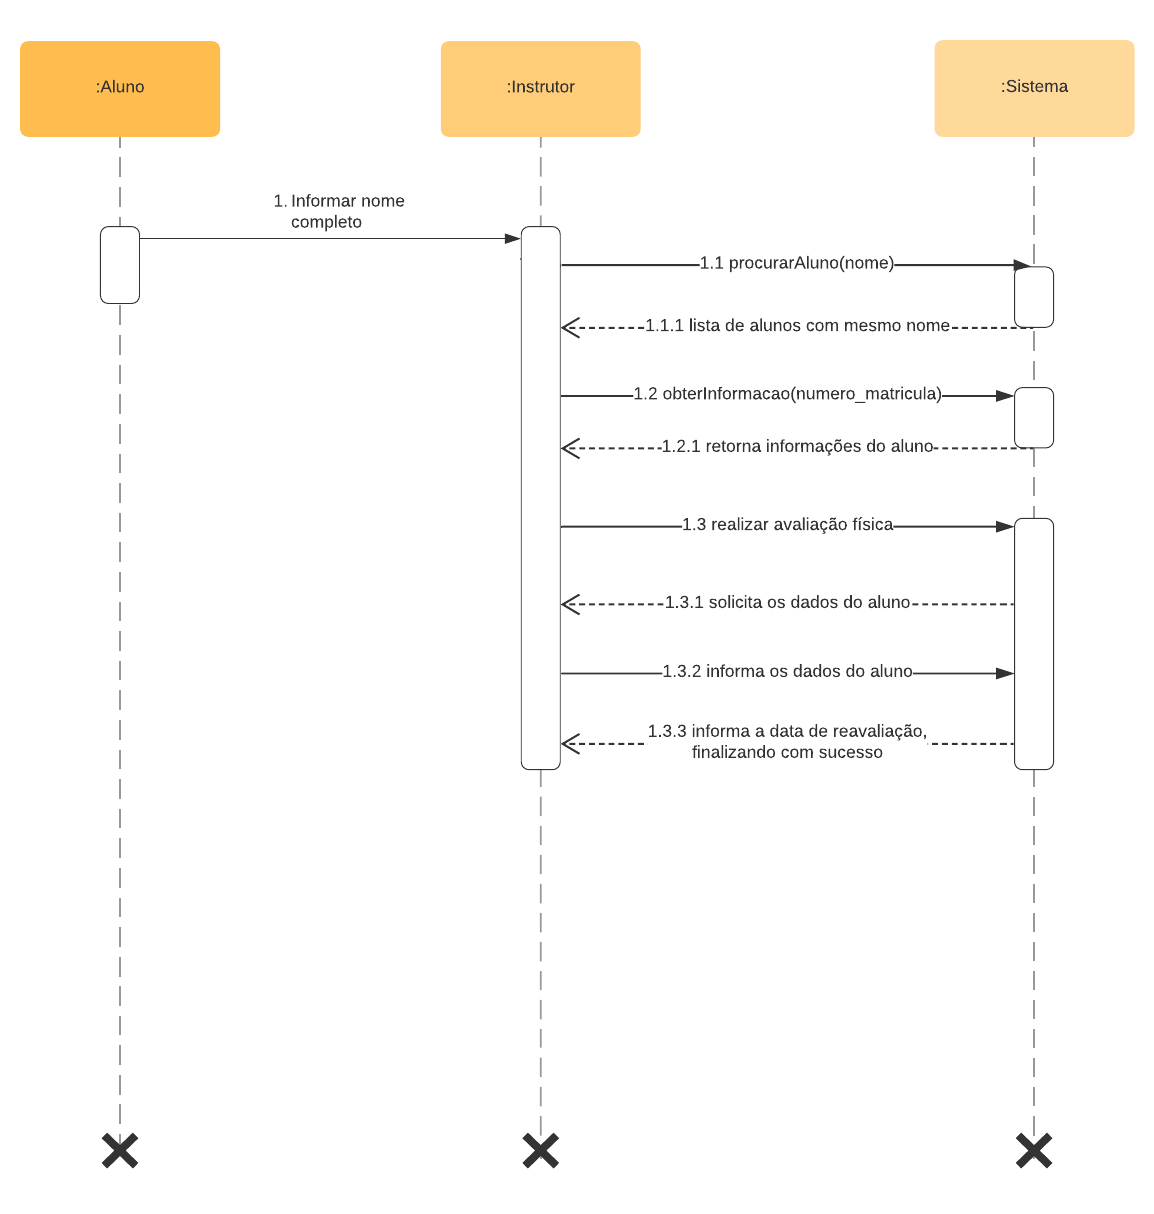 :Aluno
:Instrutor
:Sistema
1. Informar nome
completo
1.1 procurarAluno(nome)
1.1.1 lista de alunos com mesmo nome
1.2 obterInformacao(numero_matricula)
1.2.1 retorna informações do aluno
1.3 realizar avaliação física
1.3.1 solicita os dados do aluno
1.3.2 informa os dados do aluno
1.3.3 informa a data de reavaliação,
finalizando com sucesso